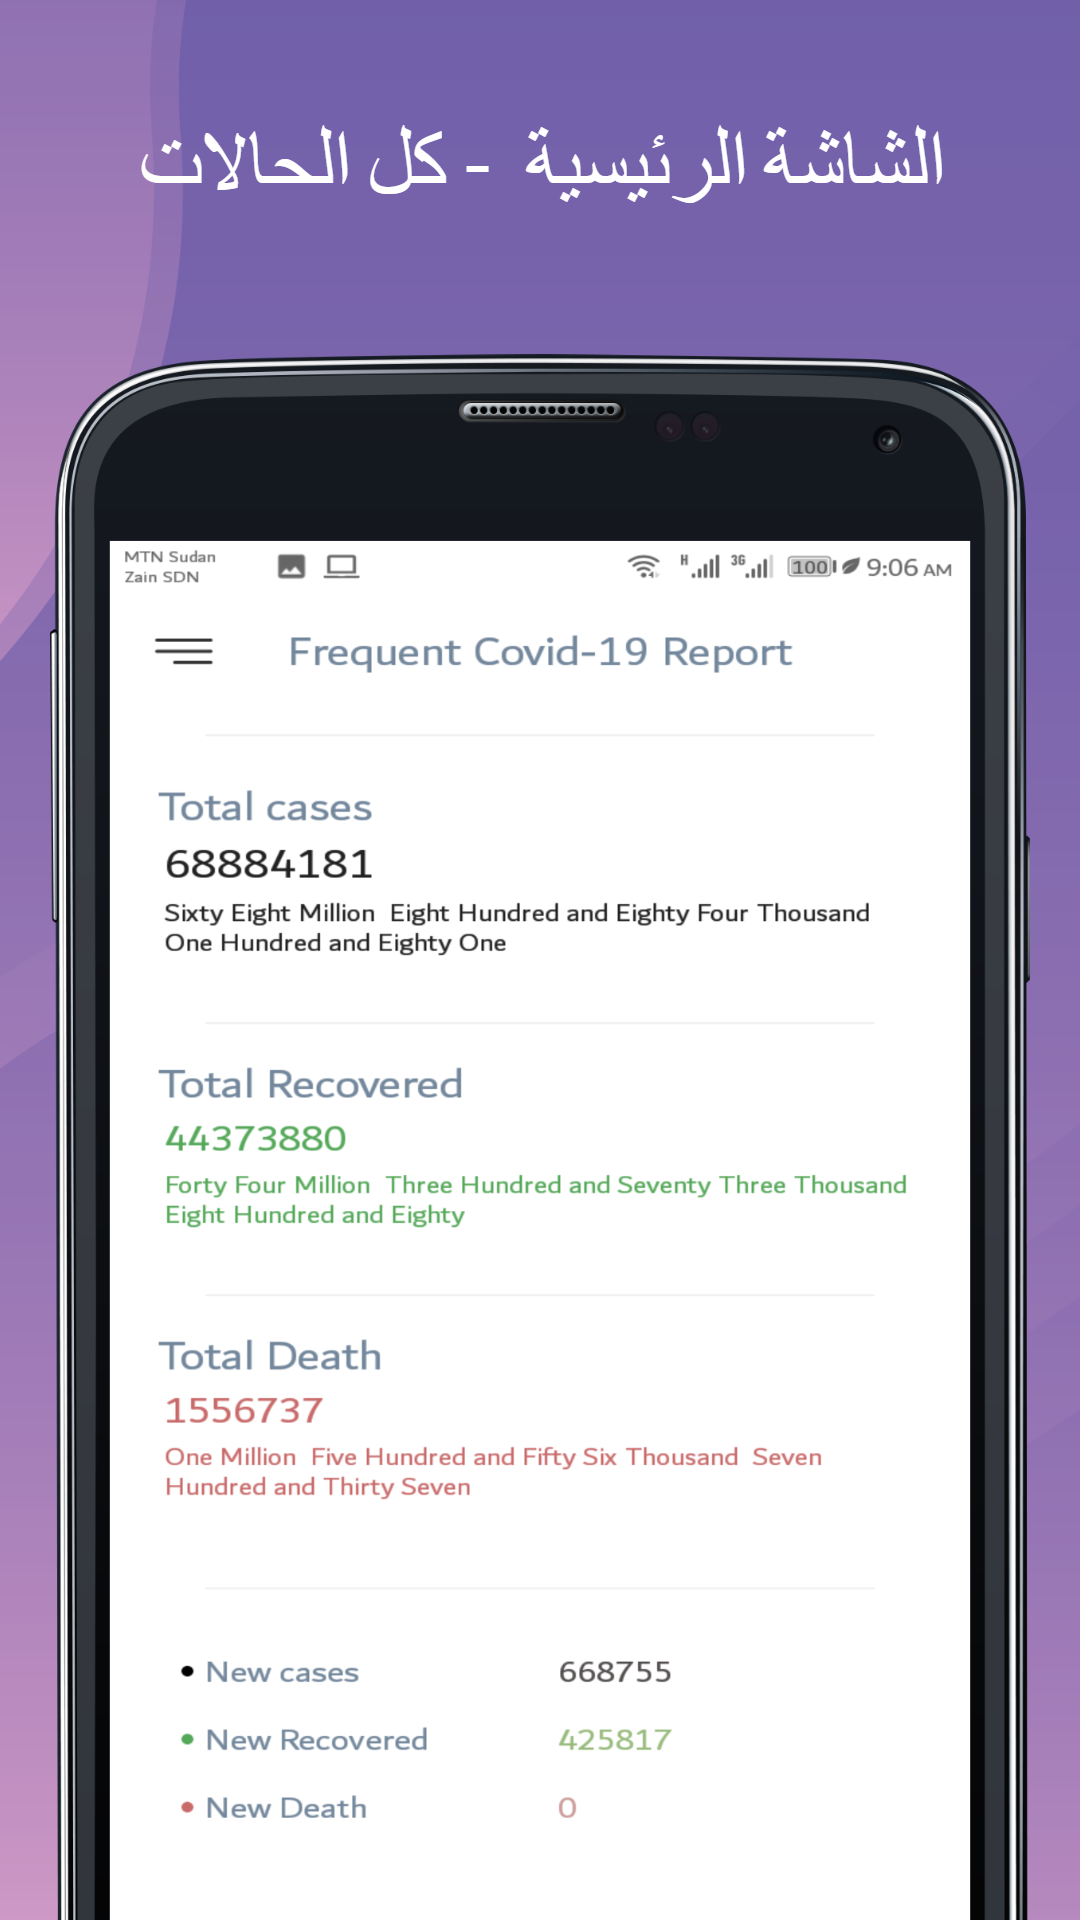 الشاشة الرئيسية - كل الحالات
MTN Sudan
Zain SDN
H 3G 100 9:06 AM
Frequent Covid-19 Report
Total cases
68884181
Sixty Eight Million Eight Hundred and Eighty Four Thousand
One Hundred and Eighty One
Total Recovered
44373880
Forty Four Million Three Hundred and Seventy Three Thousand
Eight Hundred and Eighty
Total Death
1556737
One Million Five Hundred and Fifty Six Thousand Seven
Hundred and Thirty Seven
• New cases 668755
• New Recovered 425817
• New Death 0